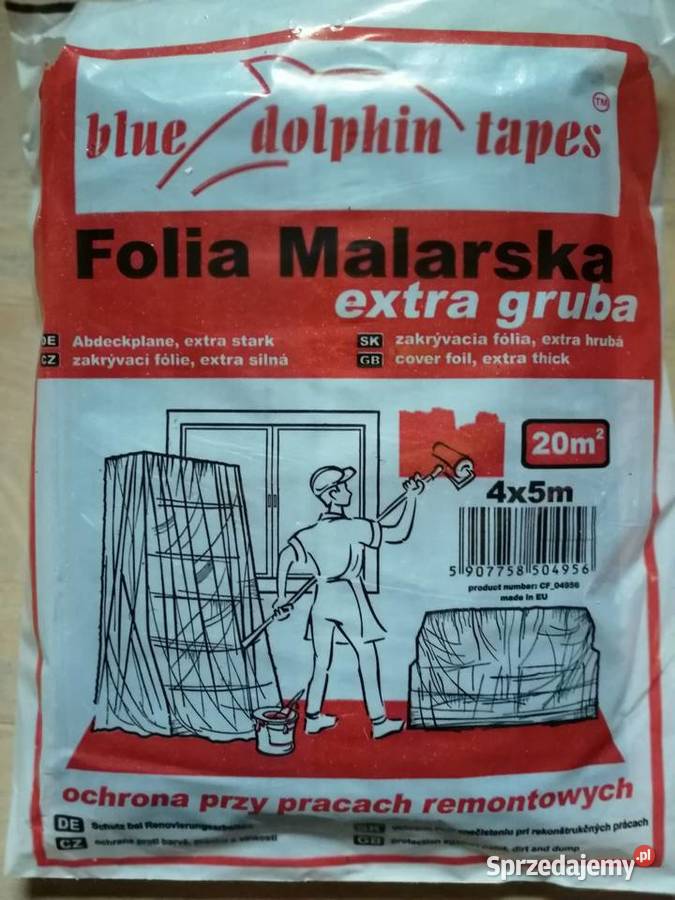 blue dolphin tapes TM
Folia Malarska
extra gruba
DE Abdeckplane, extra stark
CZ zakrývací fólie, extra silná
SK zakrývacia fólia, extra hrubá
GB cover foil, extra thick
20m²
4x5m
5 907758 504956
product number: CF_04956
made in EU
ochrona przy pracach remontowych
DE Schutz bei Renovierungsarbeiten
CZ ochrana proti barvě,
SK pri rekonštrukčných prácach
GB protection against paint, dirt and dump
Sprzedajemy.pl